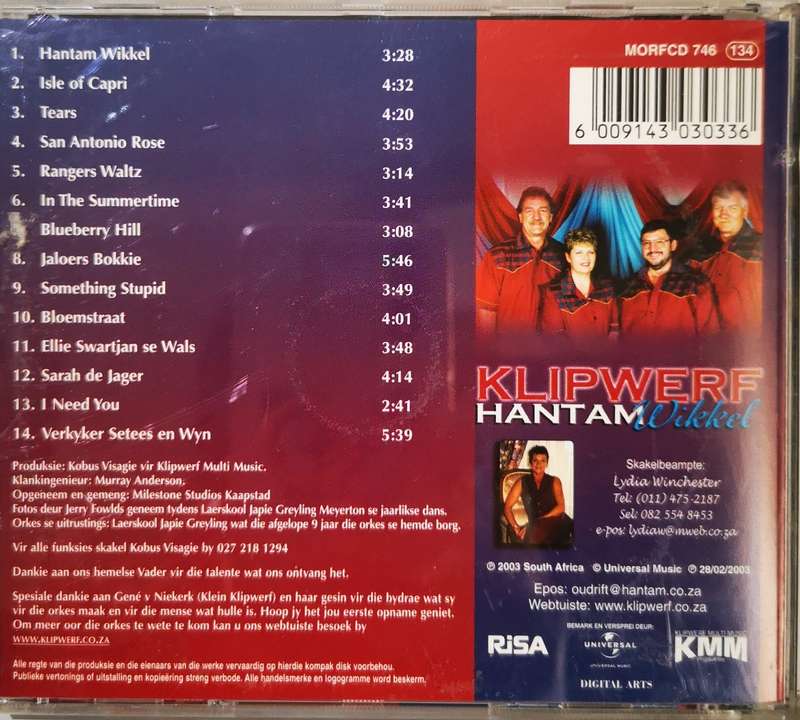 1. Hantam Wikkel 3:28
2. Isle of Capri 4:32
3. Tears 4:20
4. San Antonio Rose 3:53
5. Rangers Waltz 3:14
6. In The Summertime 3:41
Blueberry Hill 3:08
8. Jaloers Bokkie 5:46
9. Something Stupid 3:49
10. Bloemstraat 4:01
11. Ellie Swartjan se Wals 3:48
12. Sarah de Jager 4:14
13. I Need You 2:41
14. Verkyker Setees en Wyn 5:39
Produksie: Kobus Visagie vir Klipwerf Multi Music.
Klankingenieur: Murray Anderson.
Opgeneem en gemeng: Milestone Studios Kaapstad
Fotos deur Jerry Fowlds geneem tydens Laerskool Japie Greyling Meyerton se jaarlikse dans.
Orkes se uitrustings: Laerskool Japie Greyling wat die afgelope 9 jaar die orkes se hemde borg.
Vir alle funksies skakel Kobus Visagie by 027 218 1294
Dankie aan ons hemelse Vader vir die talente wat ons ontvang het.
Spesiale dankie aan Gené v Niekerk (Klein Klipwerf) en haar gesin vir die bydrae wat sy
vir die orkes maak en vir die mense wat hulle is. Hoop jy het jou eerste opname geniet.
Om meer oor die orkes te wete te kom kan u ons webtuiste besoek by
WWW.KLIPWERF.CO.ZA
Alle regte van die produksie en die eienaars van die werke vervaardig op hierdie kompak disk voorbehou.
Publieke vertonings of uitstalling en kopieëring streng verbode. Alle handelsmerke en logogramme word beskerm.
MORFCD 746 134
6 009143 030336
KLIPWERF
HANTAM Wikkel
Skakelbeampte:
Lydia Winchester
Tel: (011) 475-2187
Sel: 082 554 8453
e-pos: lydiaw@mweb.co.za
℗ 2003 South Africa © Universal Music ℗ 28/02/2003
Epos: oudrift@hantam.co.za
Webtuiste: www.klipwerf.co.za
BEMARK EN VERSPREI DEUR:
RiSA
UNIVERSAL
UNIVERSAL MUSIC
KLIPWERF MULTI MUSIC
KMM
DIGITAL ARTS